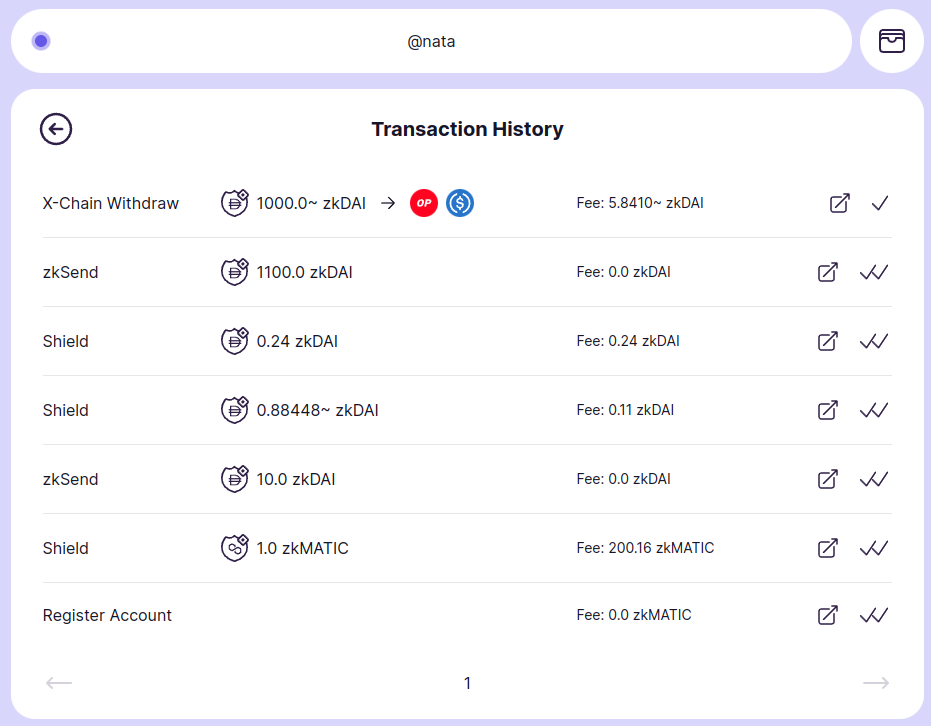 @nata
Transaction History
X-Chain Withdraw 1000.0~ zkDAI → OP $ Fee: 5.8410~ zkDAI
zkSend 1100.0 zkDAI Fee: 0.0 zkDAI
Shield 0.24 zkDAI Fee: 0.24 zkDAI
Shield 0.88448~ zkDAI Fee: 0.11 zkDAI
zkSend 10.0 zkDAI Fee: 0.0 zkDAI
Shield 1.0 zkMATIC Fee: 200.16 zkMATIC
Register Account Fee: 0.0 zkMATIC
1